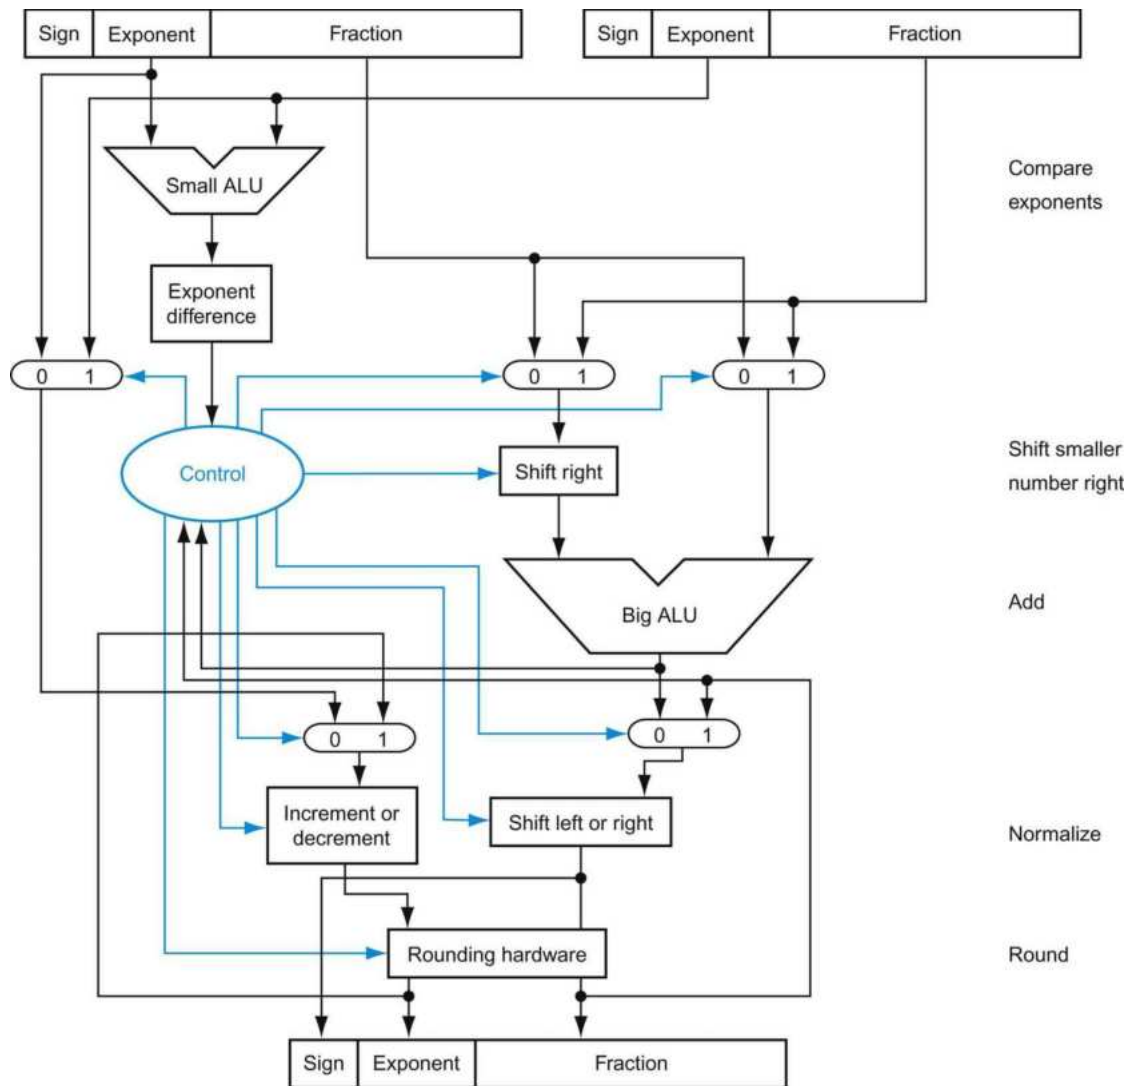 Sign Exponent Fraction Sign Exponent Fraction
Small ALU
Compare
exponents
Exponent
difference
0 1 0 1 0 1
Control
Shift right
Shift smaller
number right
Big ALU
Add
0 1 0 1
Increment or
decrement
Shift left or right
Normalize
Rounding hardware
Round
Sign Exponent Fraction